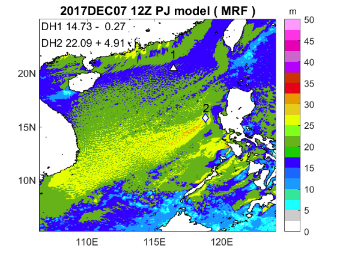 2017DEC07 12Z PJ model ( MRF )
m
DH1 14.73 - 0.27
DH2 22.09 + 4.91
20N
15N
10N
2
110E
115E
120E
50
45
40
35
30
25
20
15
10
5
0